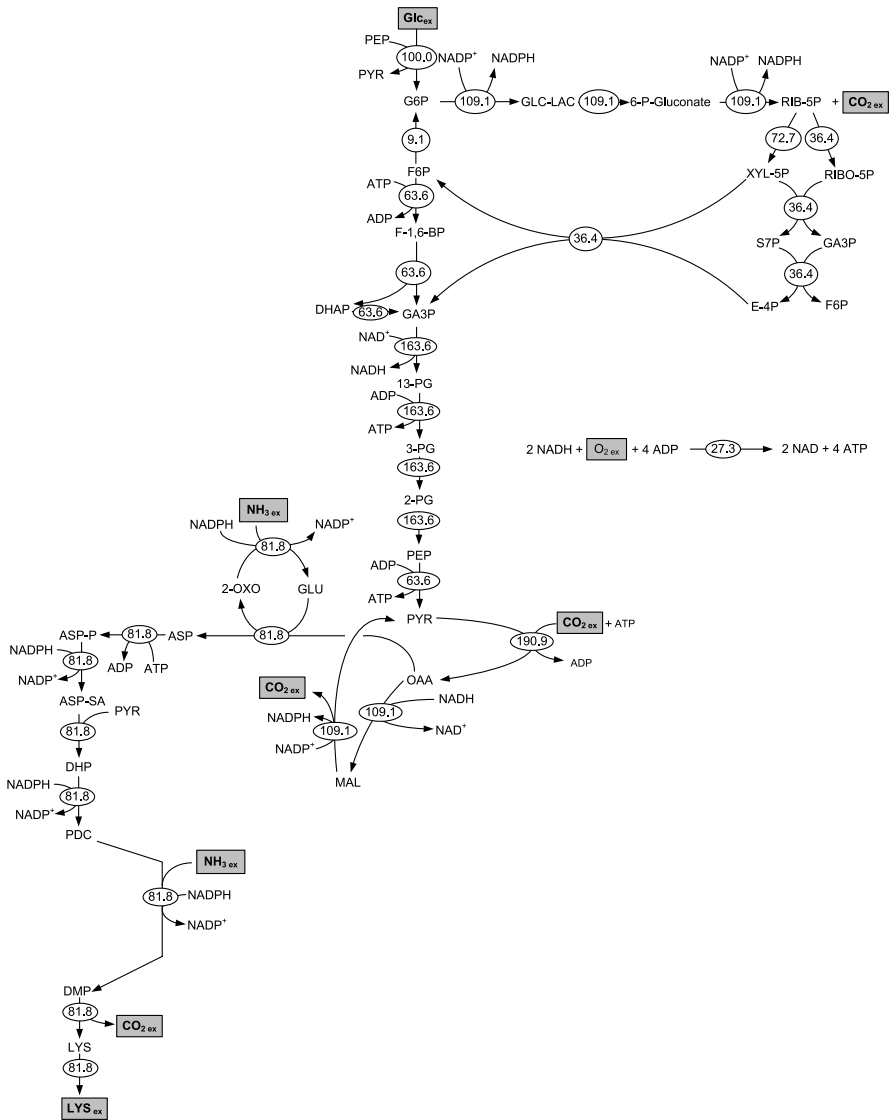 Glc ex
PEP
100.0
PYR
NADP+
NADPH
NADP+
NADPH
G6P
109.1
GLC-LAC
109.1
6-P-Gluconate
109.1
RIB-5P + CO2 ex
9.1
72.7
36.4
F6P
XYL-5P
RIBO-5P
ATP
63.6
ADP
36.4
F-1,6-BP
36.4
S7P
GA3P
63.6
36.4
DHAP
63.6
GA3P
E-4P
F6P
NAD+
163.6
NADH
13-PG
ADP
163.6
ATP
3-PG
163.6
2 NADH + O2 ex + 4 ADP
27.3
2 NAD + 4 ATP
2-PG
NH3 ex
163.6
NADPH
NADP+
81.8
PEP
ADP
63.6
2-OXO
GLU
ATP
PYR
CO2 ex + ATP
190.9
ADP
ASP-P
81.8
ASP
81.8
NADPH
81.8
ADP
ATP
NADP+
OAA
CO2 ex
NADH
ASP-SA
109.1
NADPH
PYR
81.8
109.1
NAD+
NADP+
DHP
MAL
NADPH
81.8
NADP+
PDC
NH3 ex
81.8
NADPH
NADP+
DMP
81.8
CO2 ex
LYS
81.8
LYS ex